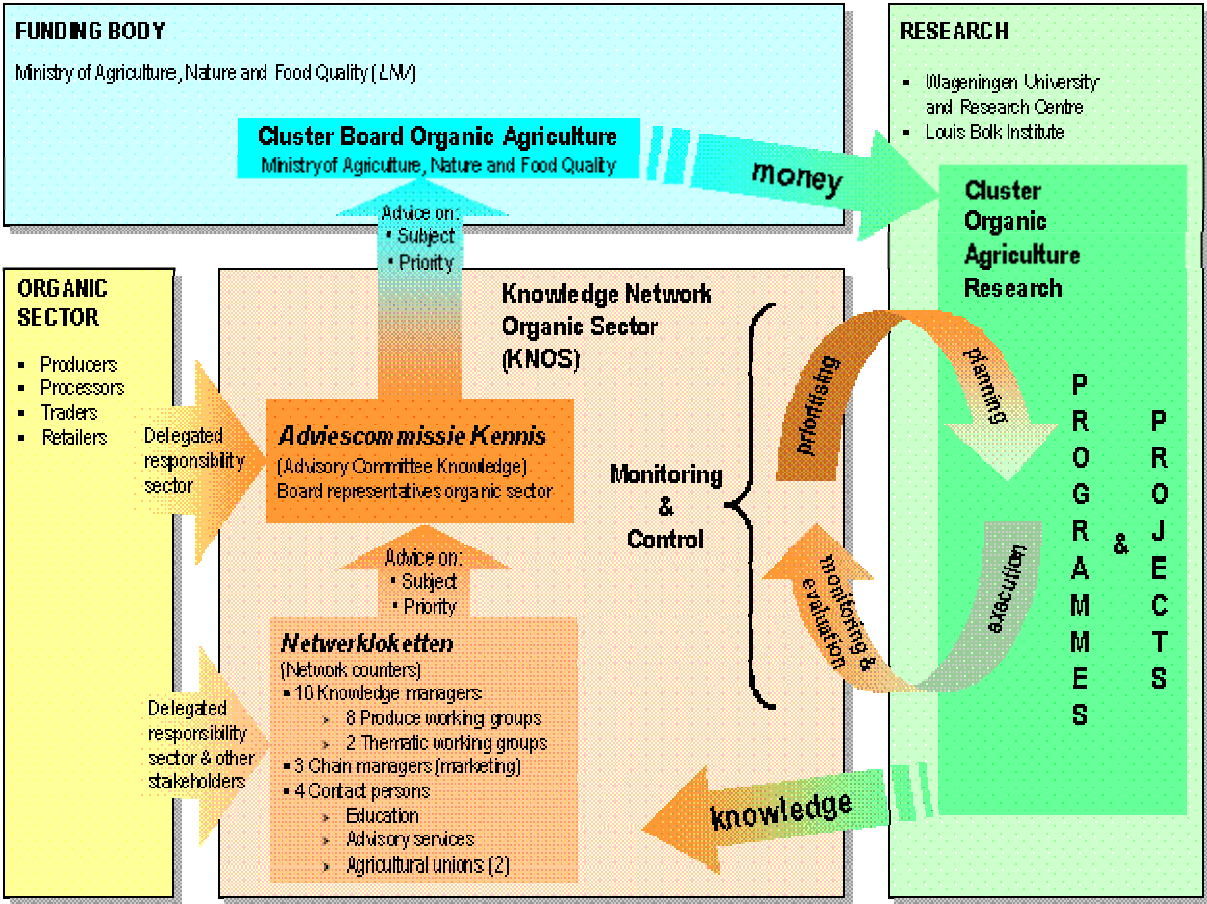 FUNDING BODY
Ministry of Agriculture, Nature and Food Quality (LNV)
Cluster Board Organic Agriculture
Ministry of Agriculture, Nature and Food Quality
money
RESEARCH
▪ Wageningen University
and Research Centre
▪ Louis Bolk Institute
Cluster
Organic
Agriculture
Research
PROGRAMMES
&
PROJECTS
Advice on:
▪ Subject
▪ Priority
ORGANIC
SECTOR
▪ Producers
▪ Processors
▪ Traders
▪ Retailers
Delegated
responsibility
sector
Delegated
responsibility
sector & other
stakeholders
Knowledge Network
Organic Sector
(KNOS)
Adviescommissie Kennis
(Advisory Committee Knowledge)
Board representatives organic sector
Advice on:
▪ Subject
▪ Priority
Netwerkloketten
(Network counters)
▪ 10 Knowledge managers
➢ 8 Produce working groups
➢ 2 Thematic working groups
▪ 3 Chain managers (marketing)
▪ 4 Contact persons
➢ Education
➢ Advisory services
➢ Agricultural unions (2)
Monitoring
&
Control
prioritising
planning
execution
monitoring &
evaluation
knowledge